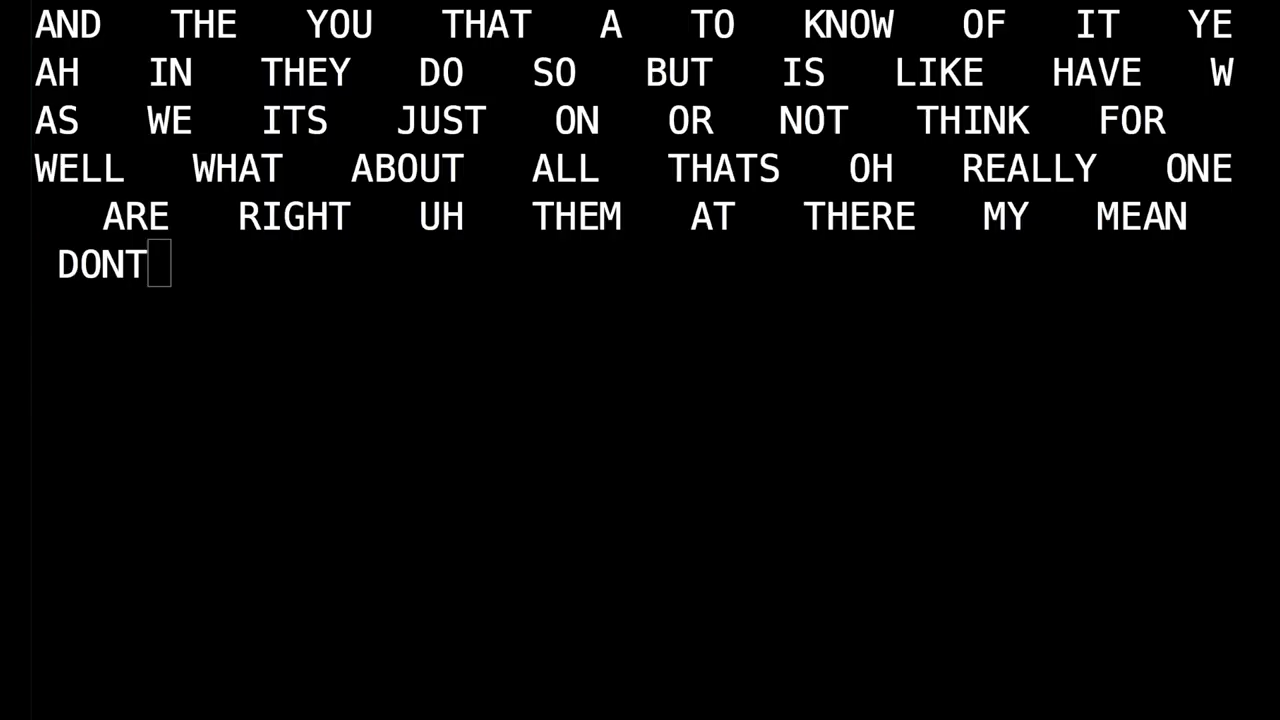 AND   THE   YOU   THAT   A   TO   KNOW   OF   IT   YE
AH   IN   THEY   DO   SO   BUT   IS   LIKE   HAVE   W
AS   WE   ITS   JUST   ON   OR   NOT   THINK   FOR
WELL   WHAT   ABOUT   ALL   THATS   OH   REALLY   ONE
   ARE   RIGHT   UH   THEM   AT   THERE   MY   MEAN
 DONT